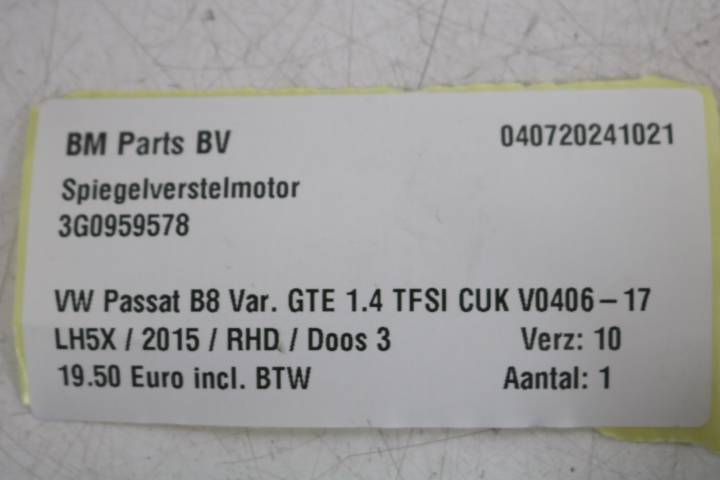 BM Parts BV 040720241021
Spiegelverstelmotor
3G0959578
VW Passat B8 Var. GTE 1.4 TFSI CUK V0406-17
LH5X / 2015 / RHD / Doos 3 Verz: 10
19.50 Euro incl. BTW Aantal: 1